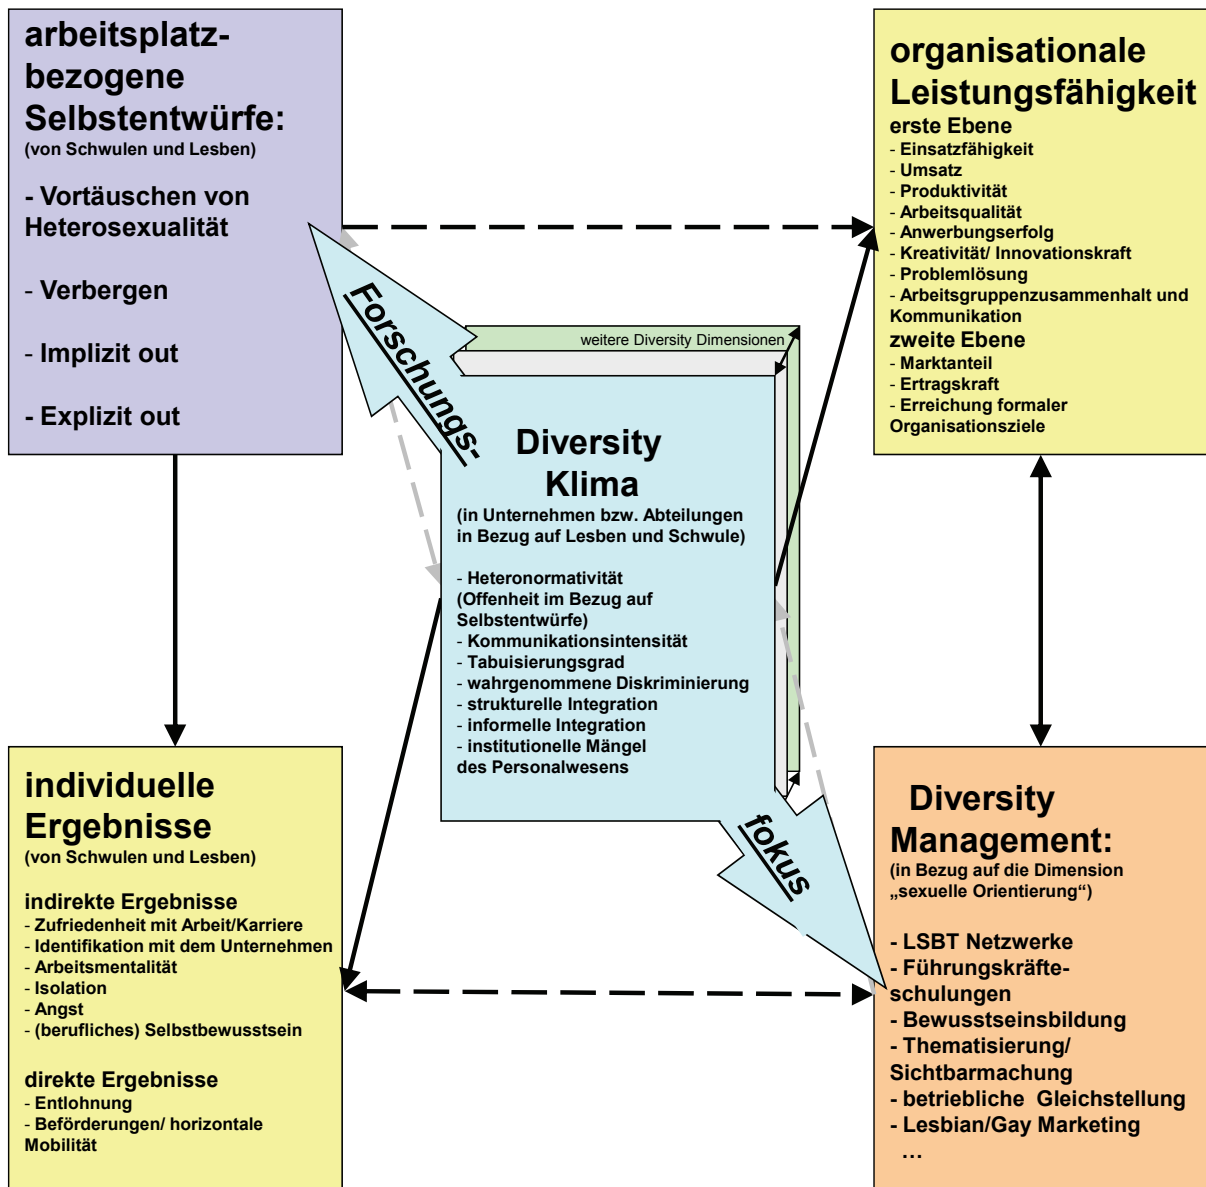 arbeitsplatz-
bezogene
Selbstentwürfe:
(von Schwulen und Lesben)
- Vortäuschen von
Heterosexualität
- Verbergen
- Implizit out
- Explizit out
organisationale
Leistungsfähigkeit
erste Ebene
- Einsatzfähigkeit
- Umsatz
- Produktivität
- Arbeitsqualität
- Anwerbungserfolg
- Kreativität/ Innovationskraft
- Problemlösung
- Arbeitsgruppenzusammenhalt und
Kommunikation
zweite Ebene
- Marktanteil
- Ertragskraft
- Erreichung formaler
Organisationsziele
Forschungs-
weitere Diversity Dimensionen
Diversity
Klima
(in Unternehmen bzw. Abteilungen
in Bezug auf Lesben und Schwule)
- Heteronormativität
(Offenheit im Bezug auf
Selbstentwürfe)
- Kommunikationsintensität
- Tabuisierungsgrad
- wahrgenommene Diskriminierung
- strukturelle Integration
- informelle Integration
- institutionelle Mängel
des Personalwesens
fokus
individuelle
Ergebnisse
(von Schwulen und Lesben)
indirekte Ergebnisse
- Zufriedenheit mit Arbeit/Karriere
- Identifikation mit dem Unternehmen
- Arbeitsmentalität
- Isolation
- Angst
- (berufliches) Selbstbewusstsein
direkte Ergebnisse
- Entlohnung
- Beförderungen/ horizontale
Mobilität
Diversity
Management:
(in Bezug auf die Dimension
„sexuelle Orientierung“)
- LSBT Netzwerke
- Führungskräfte-
schulungen
- Bewusstseinsbildung
- Thematisierung/
Sichtbarmachung
- betriebliche Gleichstellung
- Lesbian/Gay Marketing
...